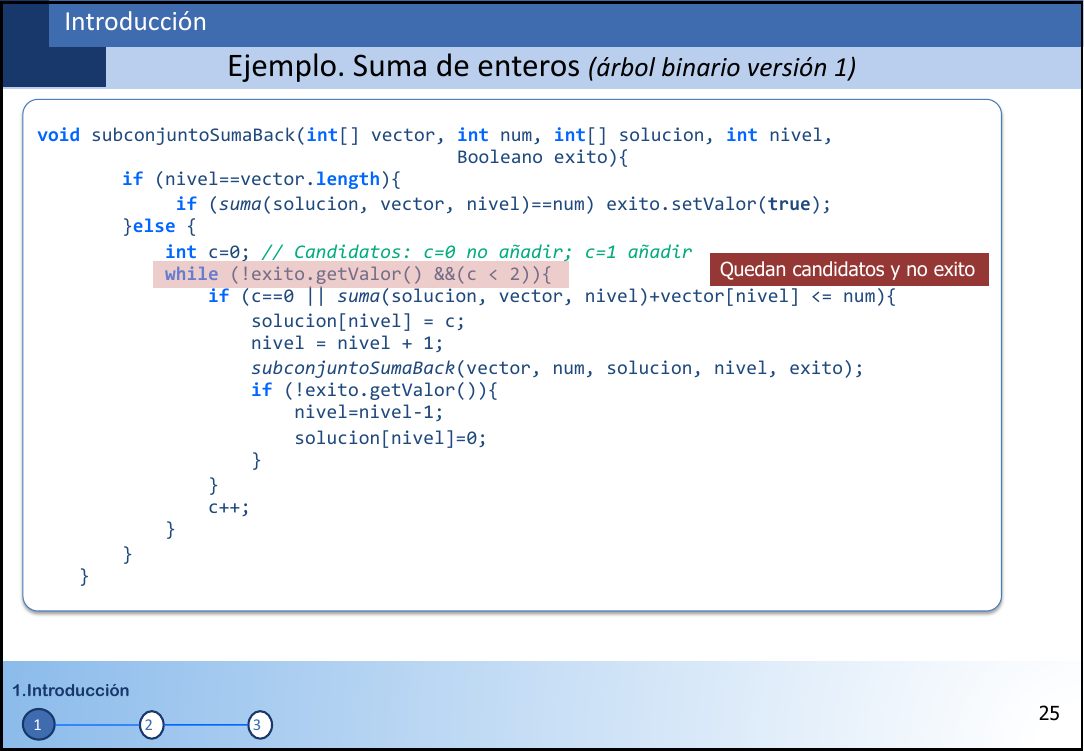 Introducción
Ejemplo. Suma de enteros (árbol binario versión 1)
void subconjuntoSumaBack(int[] vector, int num, int[] solucion, int nivel,
Booleano exito){
if (nivel==vector.length){
if (suma(solucion, vector, nivel)==num) exito.setValor(true);
}else {
int c=0; // Candidatos: c=0 no añadir; c=1 añadir
while (!exito.getValor() &&(c < 2)){
Quedan candidatos y no exito
if (c==0 || suma(solucion, vector, nivel)+vector[nivel] <= num){
solucion[nivel] = c;
nivel = nivel + 1;
subconjuntoSumaBack(vector, num, solucion, nivel, exito);
if (!exito.getValor()){
nivel=nivel-1;
solucion[nivel]=0;
}
}
c++;
}
}
}
1.Introducción
1 2 3
25